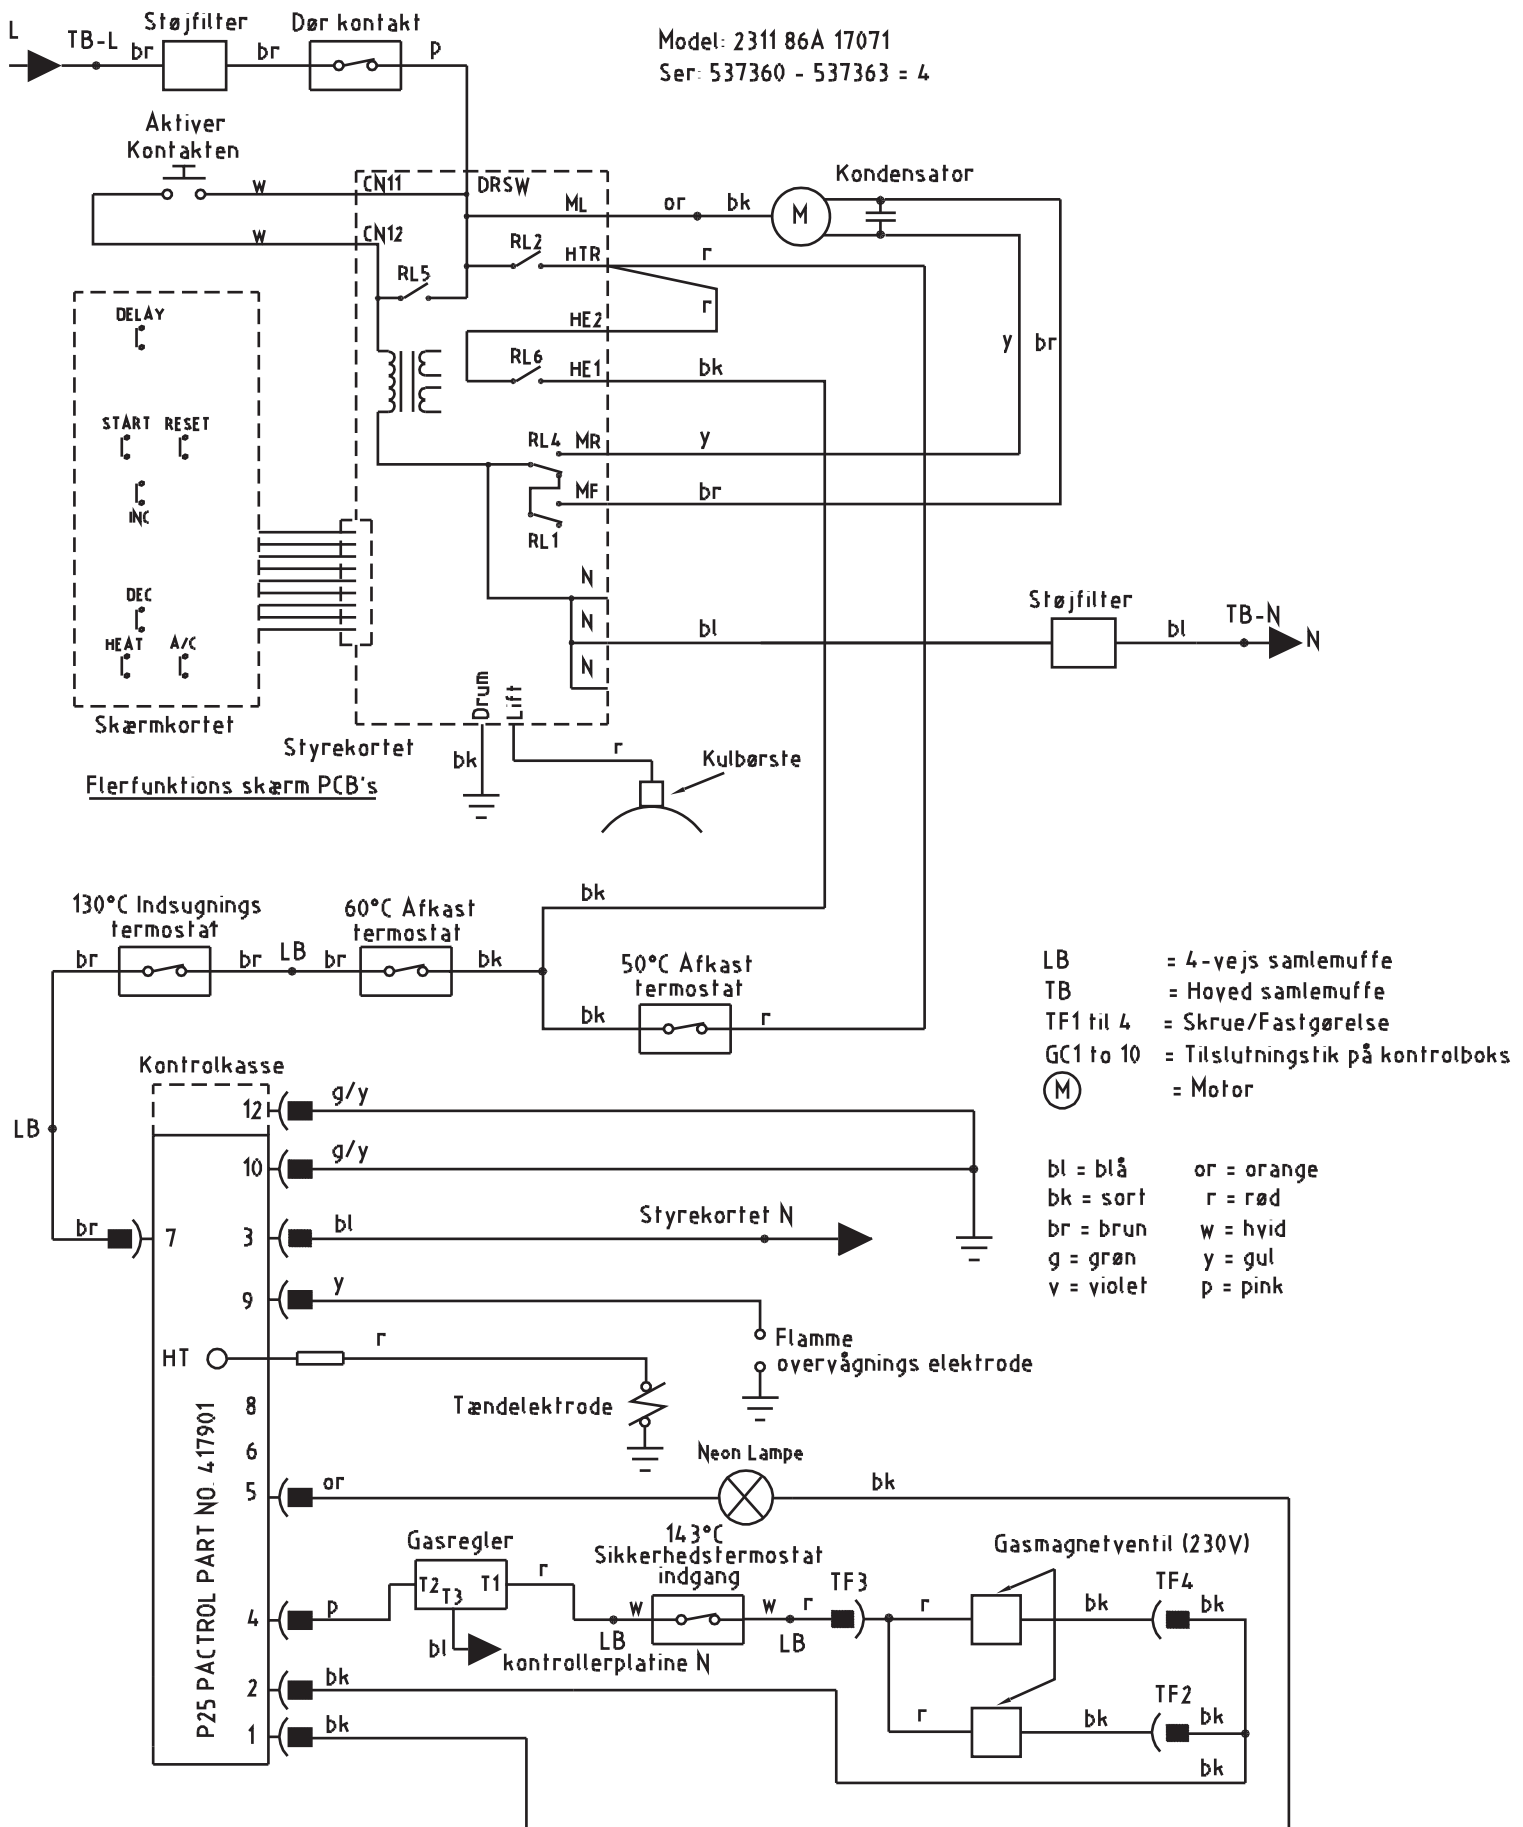 L
TB-L
br
Støjfilter
br
Dør kontakt
p
Model: 2311 86A 17071
Ser: 537360 - 537363 = 4
Aktiver
Kontakten
w
w
CN11
CN12
DRSW
ML
or
bk
M
Kondensator
RL2
HTR
r
RL5
r
HE2
RL6
HE1
bk
y
br
RL4
MR
y
MF
br
RL1
DELAY
START
RESET
INC
DEC
HEAT
A/C
Skærmkortet
N
N
N
bl
Støjfilter
bl
TB-N
N
Drum
Lift
Styrekortet
bk
r
Kulbørste
Flerfunktions skærm PCB's
130°C Indsugnings
termostat
br
br
LB
br
60°C Afkast
termostat
bk
bk
50°C Afkast
termostat
bk
r
LB = 4-vejs samlemuffe
TB = Hoved samlemuffe
TF1 til 4 = Skrue/Fastgørelse
GC1 to 10 = Tilslutningstik på kontrolboks
M = Motor
bl = blå
or = orange
bk = sort
r = rød
br = brun
w = hvid
g = grøn
y = gul
v = violet
p = pink
Kontrolkasse
LB
br
7
12
g/y
10
g/y
3
bl
Styrekortet N
9
y
Flamme
overvågnings elektrode
HT
r
Tændelektrode
8
6
5
or
Neon Lampe
bk
P25 PACTROL PART NO. 417901
4
p
Gasregler
T2
T3
T1
r
bl
kontrollerplatine N
LB
w
143°C
Sikkerhedstermostat
indgang
w
LB
r
TF3
r
Gasmagnetventil (230V)
bk
TF4
bk
r
bk
TF2
bk
bk
2
bk
1
bk